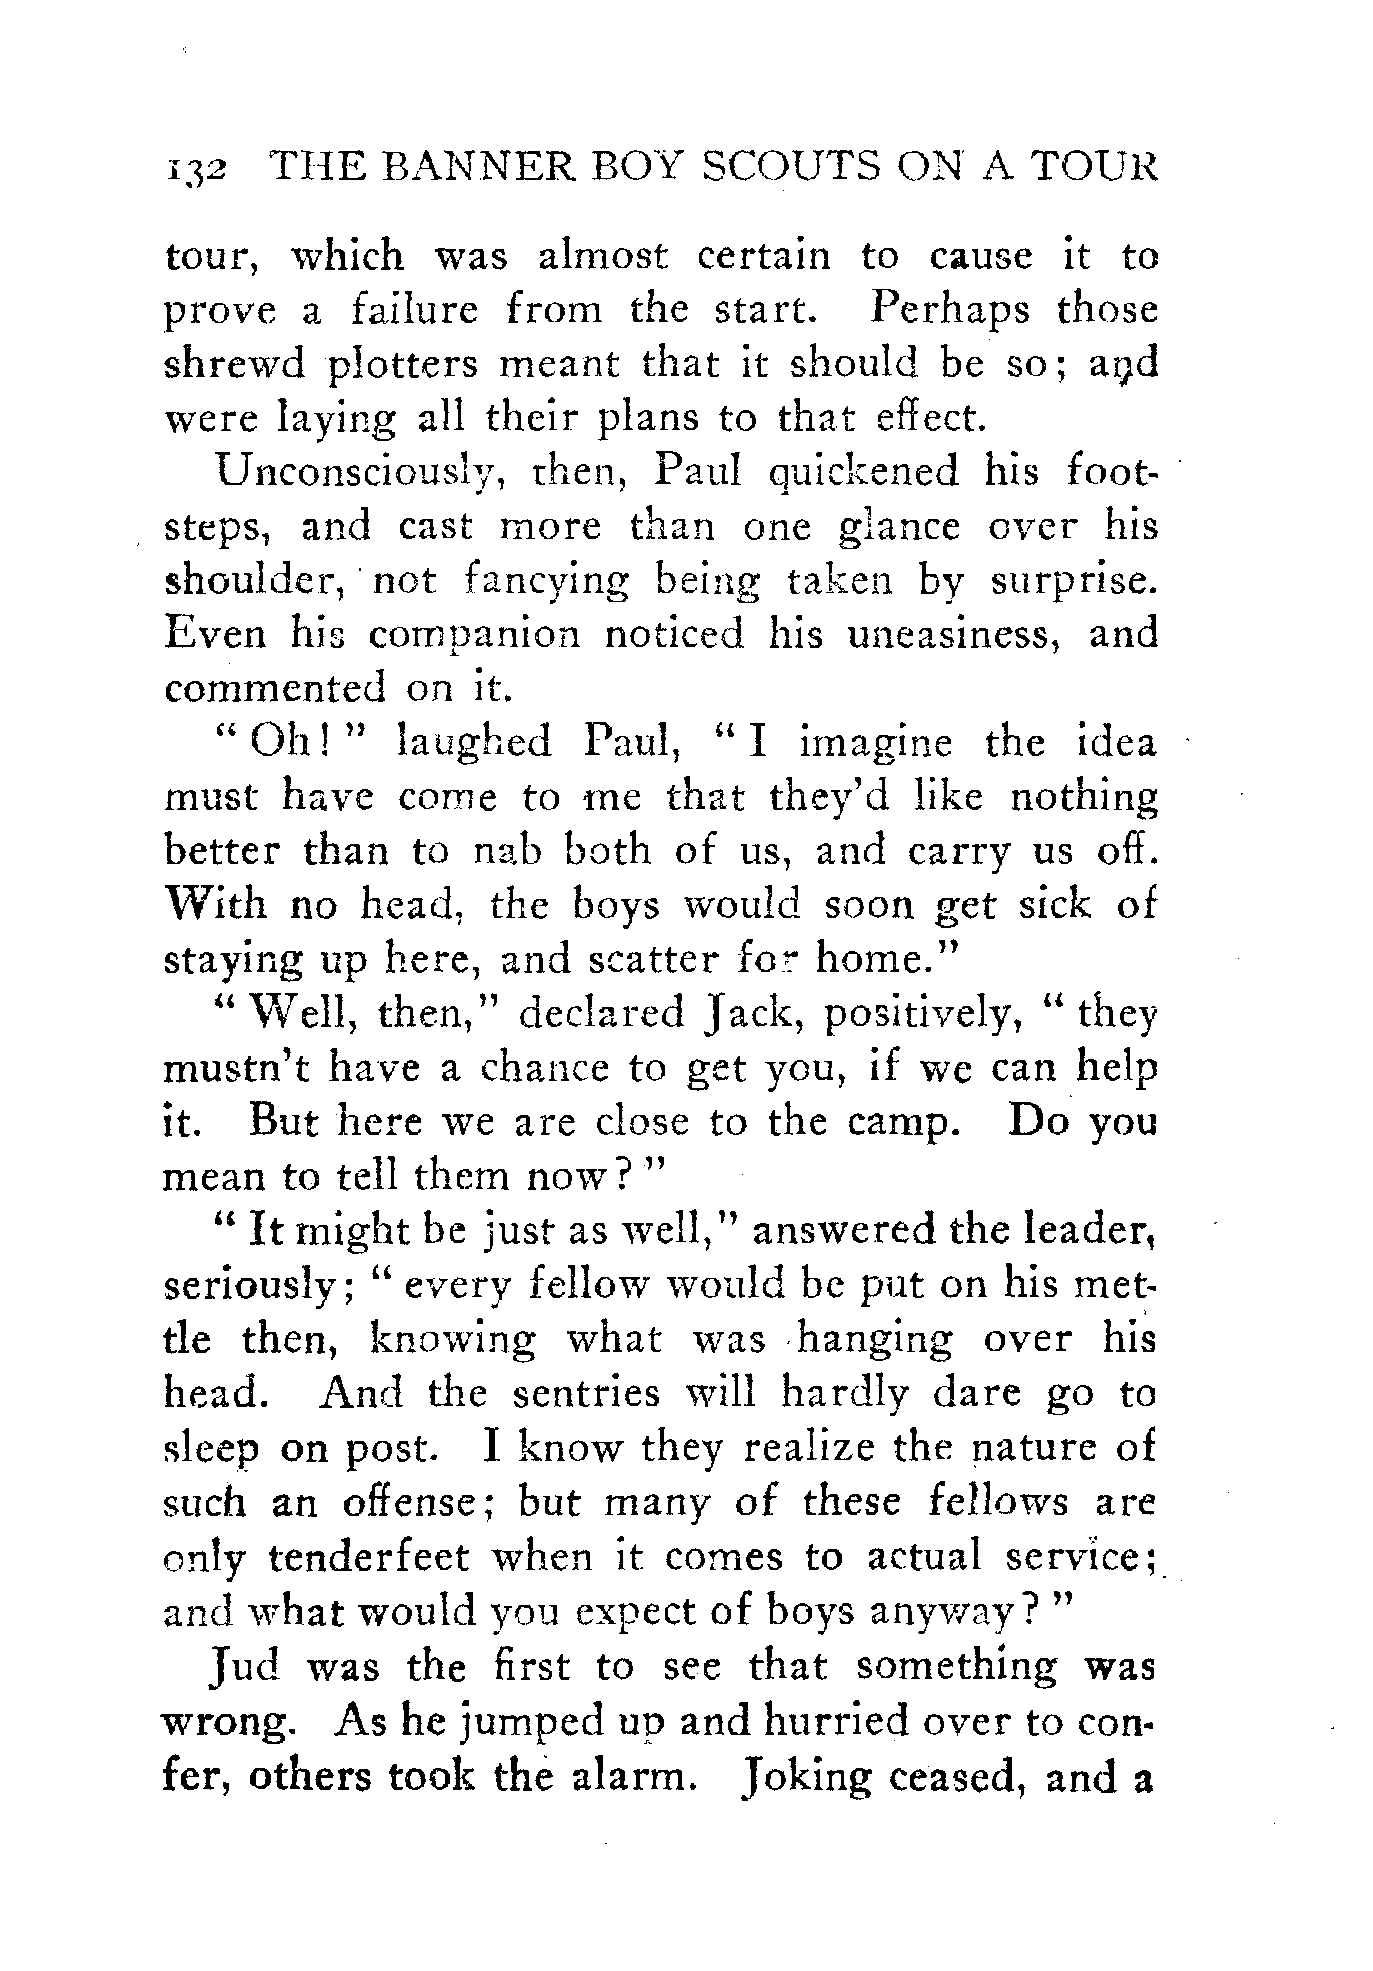 132 THE BANNER BOY SCOUTS ON A TOUR
tour, which was almost certain to cause it to
prove a failure from the start. Perhaps those
shrewd plotters meant that it should be so; and
were laying all their plans to that effect.
Unconsciously, then, Paul quickened his foot-
steps, and cast more than one glance over his
shoulder, not fancying being taken by surprise.
Even his companion noticed his uneasiness, and
commented on it.
“ Oh! ” laughed Paul, “ I imagine the idea
must have come to me that they’d like nothing
better than to nab both of us, and carry us off.
With no head, the boys would soon get sick of
staying up here, and scatter for home.”
“ Well, then,” declared Jack, positively, “ they
mustn’t have a chance to get you, if we can help
it. But here we are close to the camp. Do you
mean to tell them now? ”
“ It might be just as well,” answered the leader,
seriously; “ every fellow would be put on his met-
tle then, knowing what was hanging over his
head. And the sentries will hardly dare go to
sleep on post. I know they realize the nature of
such an offense; but many of these fellows are
only tenderfeet when it comes to actual service;
and what would you expect of boys anyway? ”
Jud was the first to see that something was
wrong. As he jumped up and hurried over to con-
fer, others took the alarm. Joking ceased, and a